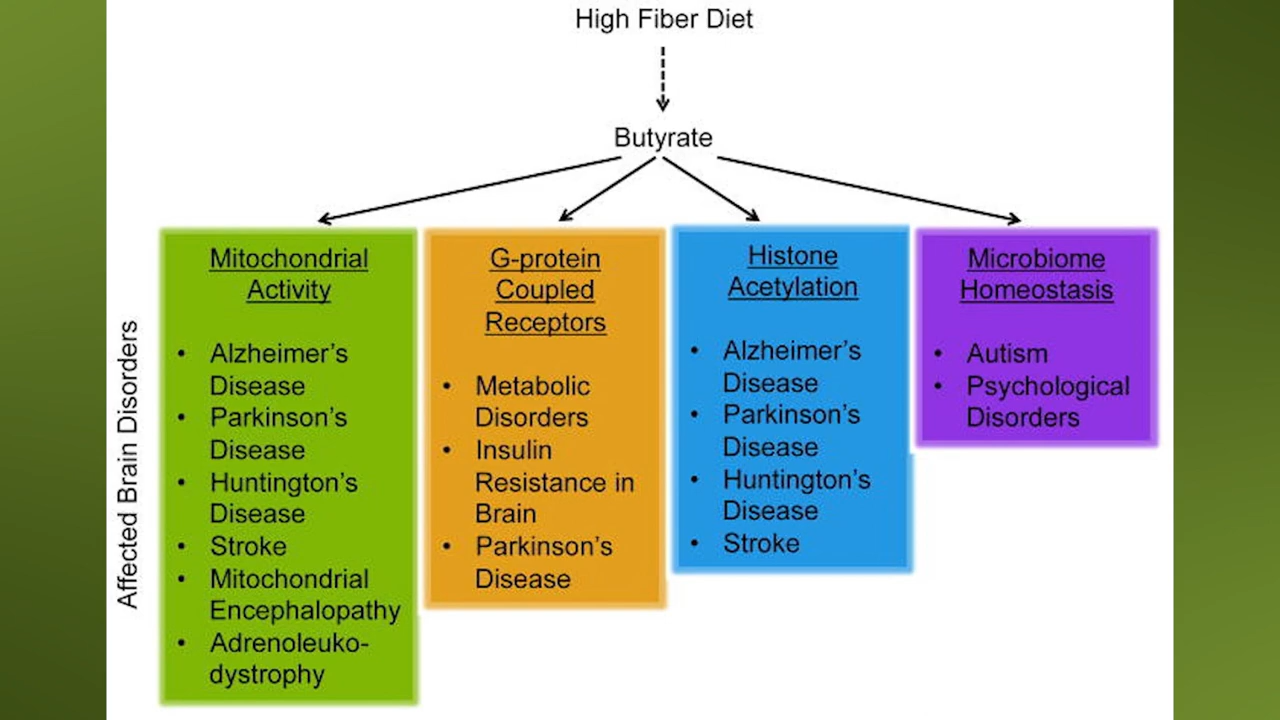 High Fiber Diet
Butyrate
Affected Brain Disorders
Mitochondrial
Activity
• Alzheimer's
Disease
• Parkinson's
Disease
• Huntington's
Disease
• Stroke
• Mitochondrial
Encephalopathy
• Adrenoleuko-
dystrophy
G-protein
Coupled
Receptors
• Metabolic
Disorders
• Insulin
Resistance in
Brain
• Parkinson's
Disease
Histone
Acetylation
• Alzheimer's
Disease
• Parkinson's
Disease
• Huntington's
Disease
• Stroke
Microbiome
Homeostasis
• Autism
• Psychological
Disorders